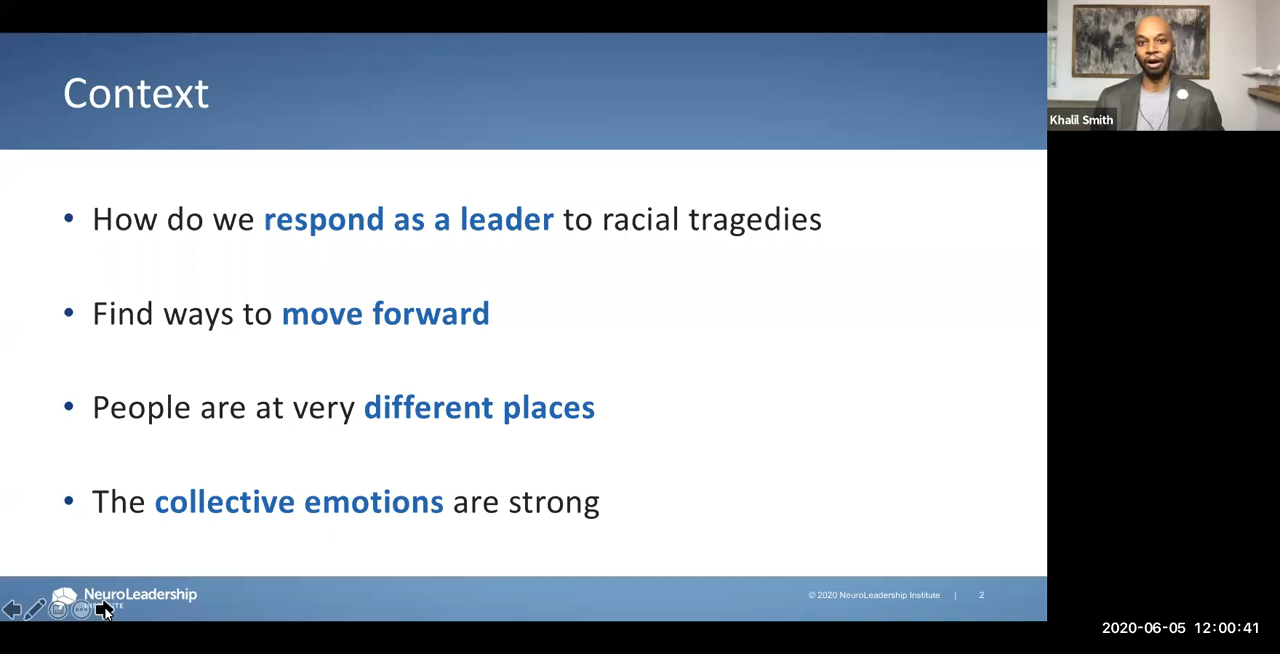 Context
Khalil Smith
• How do we respond as a leader to racial tragedies
• Find ways to move forward
• People are at very different places
• The collective emotions are strong
NeuroLeadership
© 2020 NeuroLeadership Institute | 2
2020-06-05 12:00:41